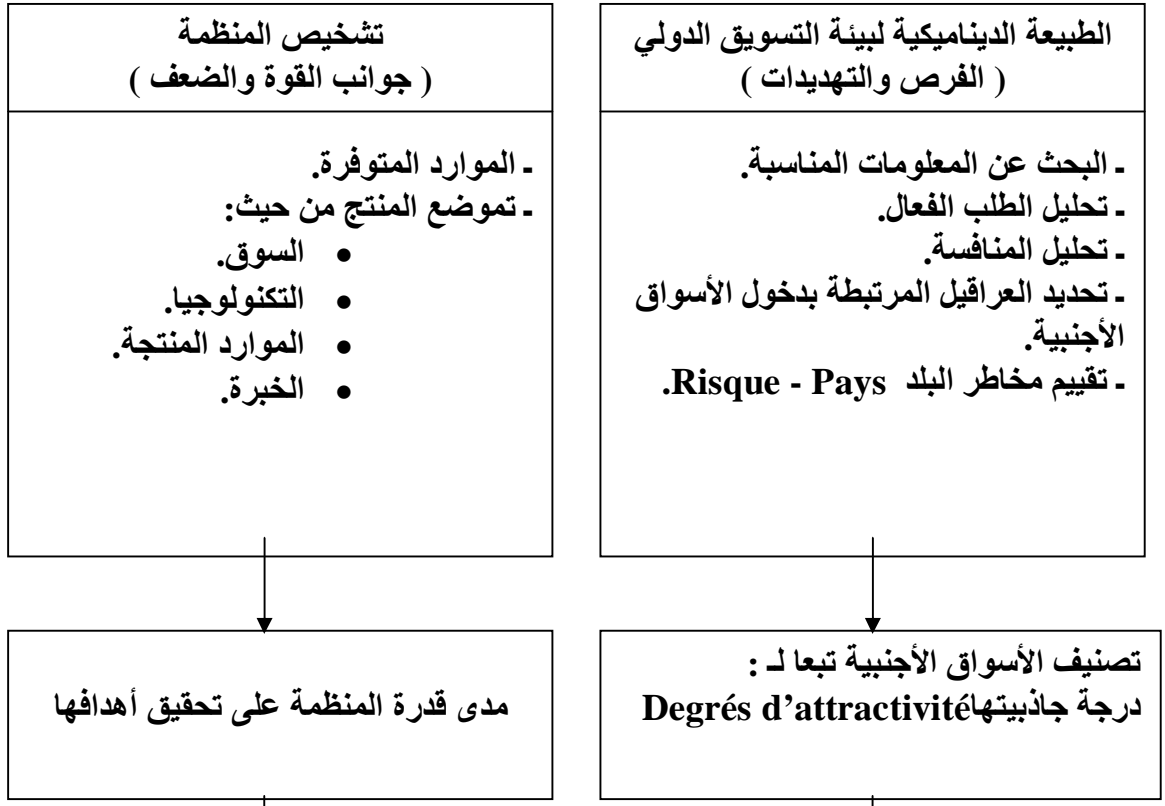 الطبيعة الديناميكية لبيئة التسويق الدولي
( الفرص والتهديدات )
ـ البحث عن المعلومات المناسبة.
ـ تحليل الطلب الفعال.
ـ تحليل المنافسة.
ـ تحديد العراقيل المرتبطة بدخول الأسواق
الأجنبية.
ـ تقييم مخاطر البلد Risque - Pays.
تصنيف الأسواق الأجنبية تبعا لـ :
درجة جاذبيتهاDegrés d’attractivité
تشخيص المنظمة
( جوانب القوة والضعف )
ـ الموارد المتوفرة.
ـ تموضع المنتج من حيث:
• السوق.
• التكنولوجيا.
• الموارد المنتجة.
• الخبرة.
مدى قدرة المنظمة على تحقيق أهدافها